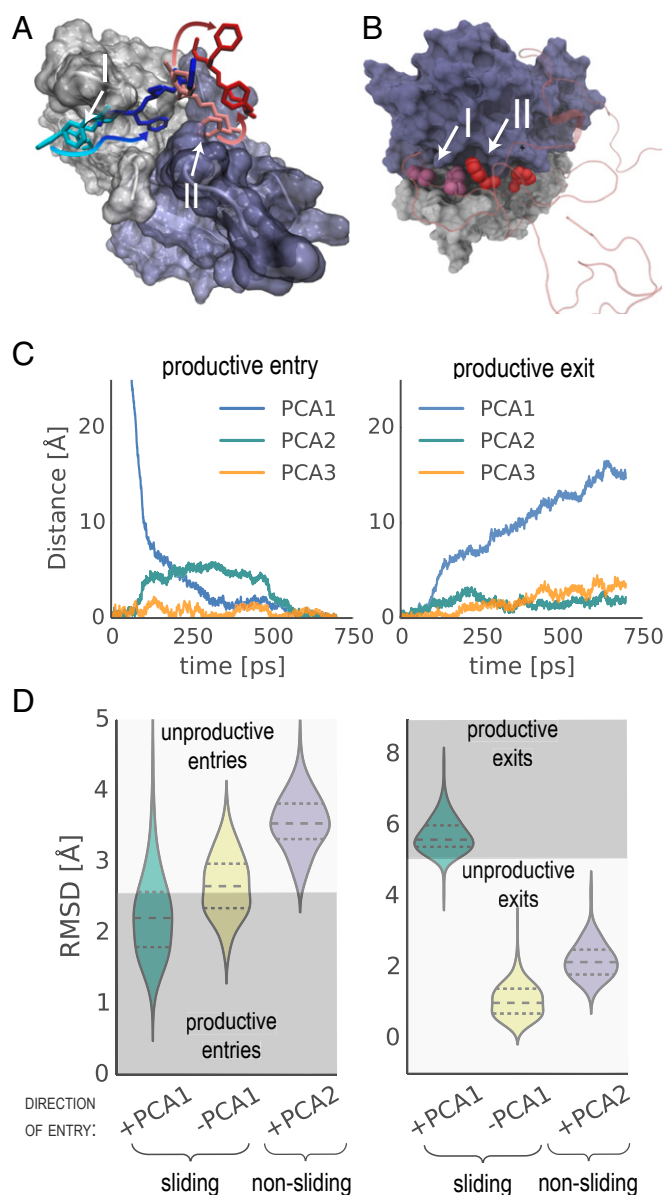 A
I
II
B
I
II
C
productive entry
productive exit
PCA1
PCA2
PCA3
PCA1
PCA2
PCA3
Distance [Å]
20
10
0
0
250
500
750
time [ps]
20
10
0
0
250
500
750
time [ps]
D
unproductive
entries
productive
entries
RMSD [Å]
5
4
3
2
1
0
productive
exits
unproductive
exits
8
6
4
2
0
DIRECTION
OF ENTRY:
+PCA1
-PCA1
+PCA2
+PCA1
-PCA1
+PCA2
sliding
non-sliding
sliding
non-sliding